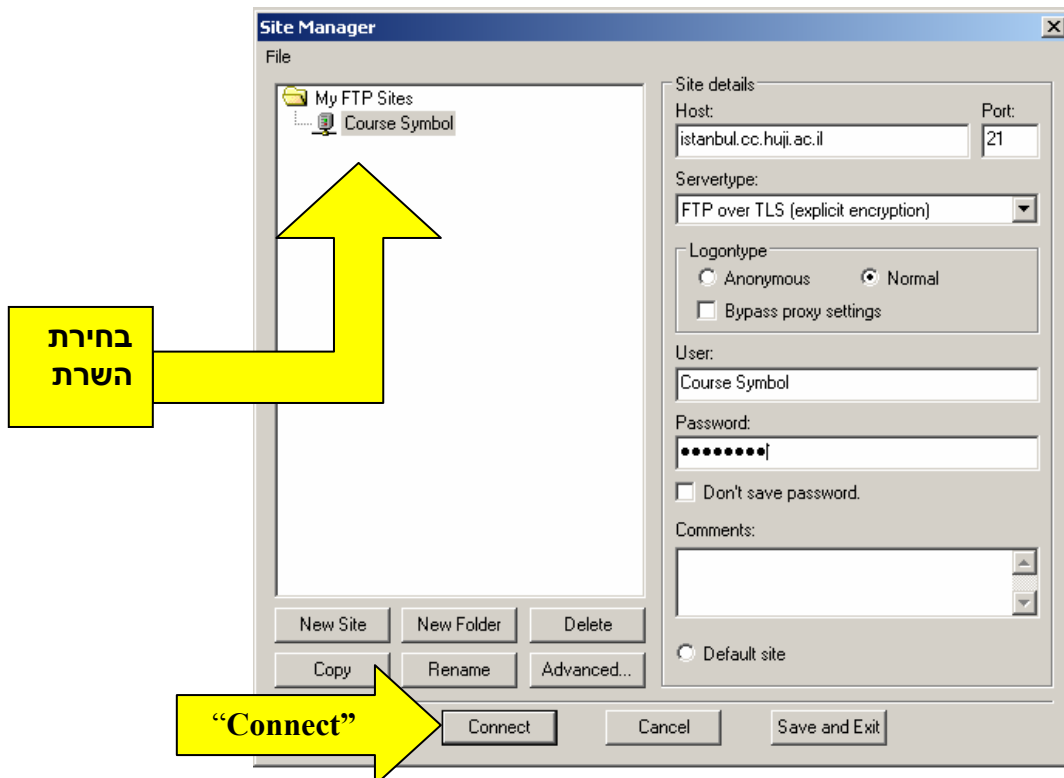 Site Manager
File
My FTP Sites
Course Symbol
Site details
Host:
Port:
istanbul.cc.huji.ac.il
21
Servertype:
FTP over TLS (explicit encryption)
Logontype
Anonymous
Normal
Bypass proxy settings
User:
Course Symbol
Password:
••••••••
Don't save password.
Comments:
Default site
בחירת
השרת
New Site
New Folder
Delete
Copy
Rename
Advanced...
“Connect”
Connect
Cancel
Save and Exit